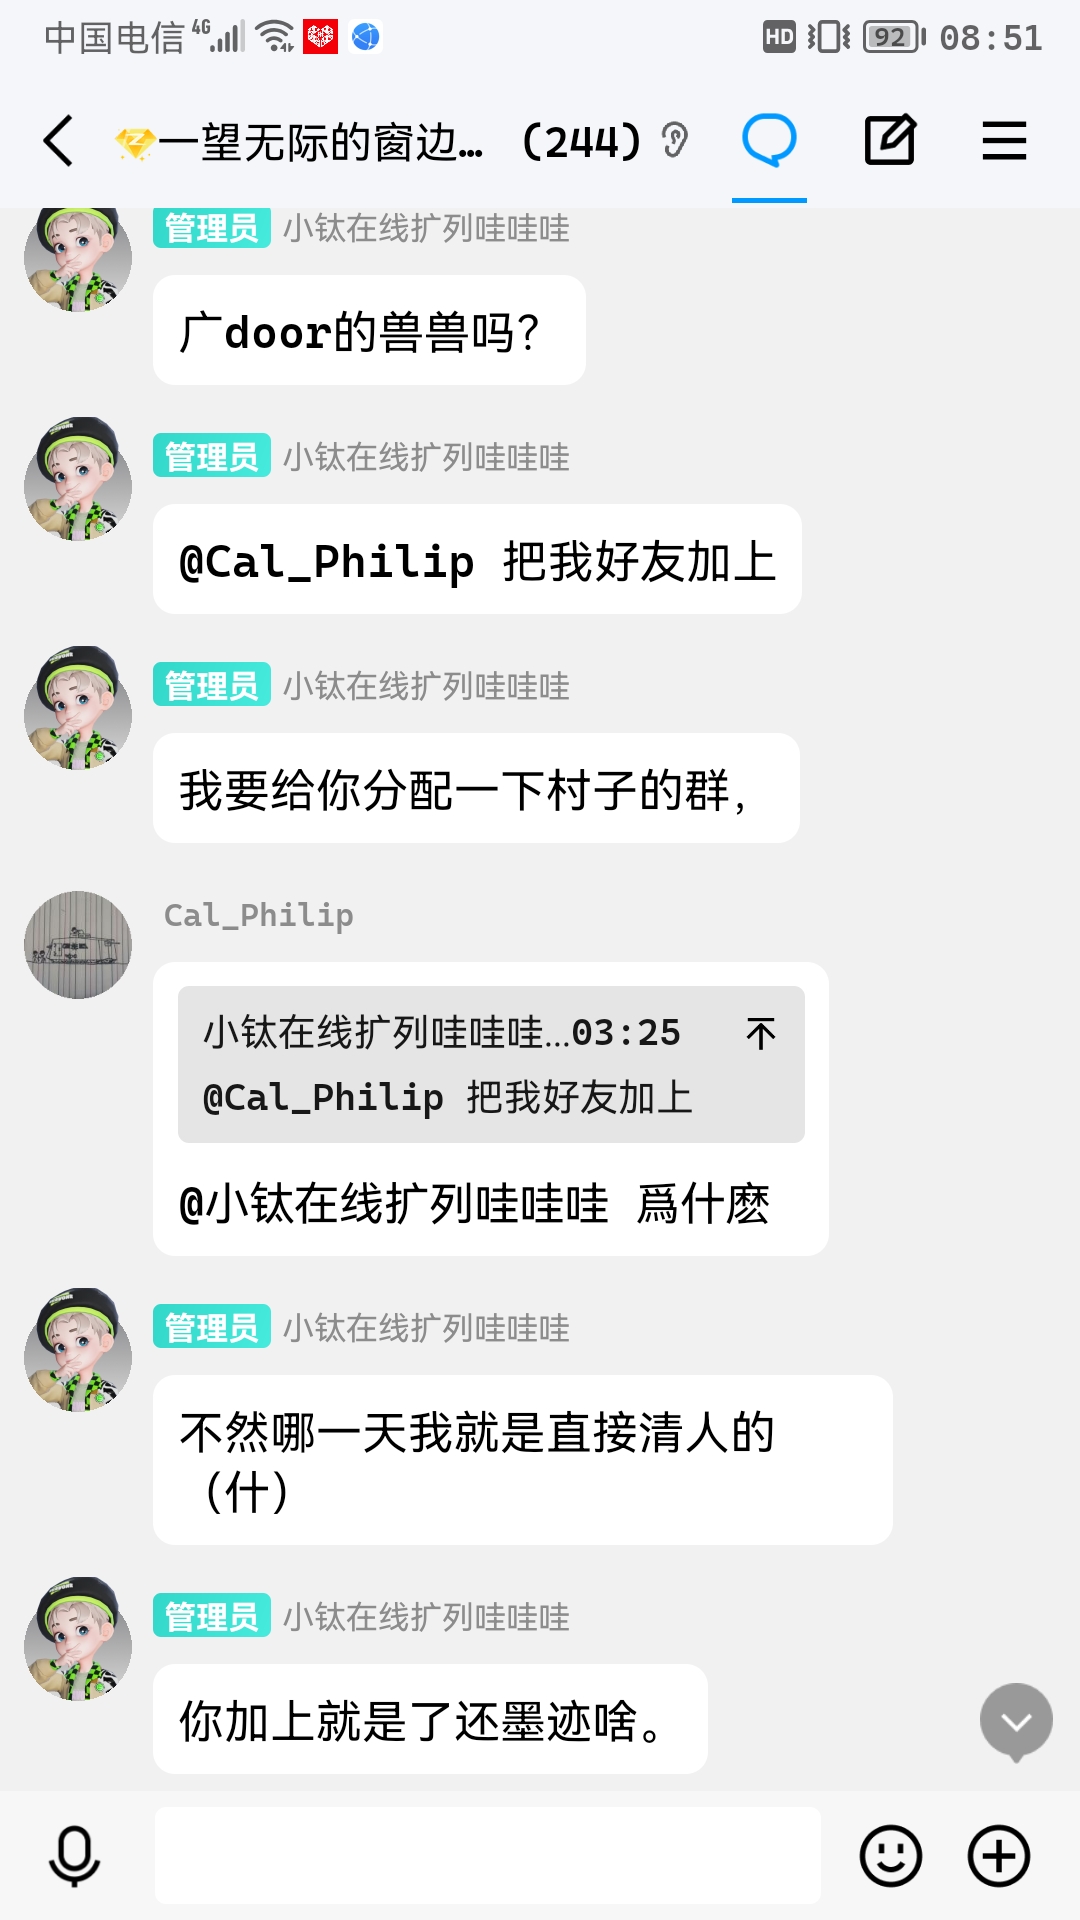 中国电信 4G HD 92 08:51
一望无际的窗边... (244)
管理员 小钛在线扩列哇哇哇
广door的兽兽吗?
管理员 小钛在线扩列哇哇哇
@Cal_Philip 把我好友加上
管理员 小钛在线扩列哇哇哇
我要给你分配一下村子的群,
Cal_Philip
小钛在线扩列哇哇哇...03:25
@Cal_Philip 把我好友加上
@小钛在线扩列哇哇哇 爲什麽
管理员 小钛在线扩列哇哇哇
不然哪一天我就是直接清人的
（什）
管理员 小钛在线扩列哇哇哇
你加上就是了还墨迹啥。